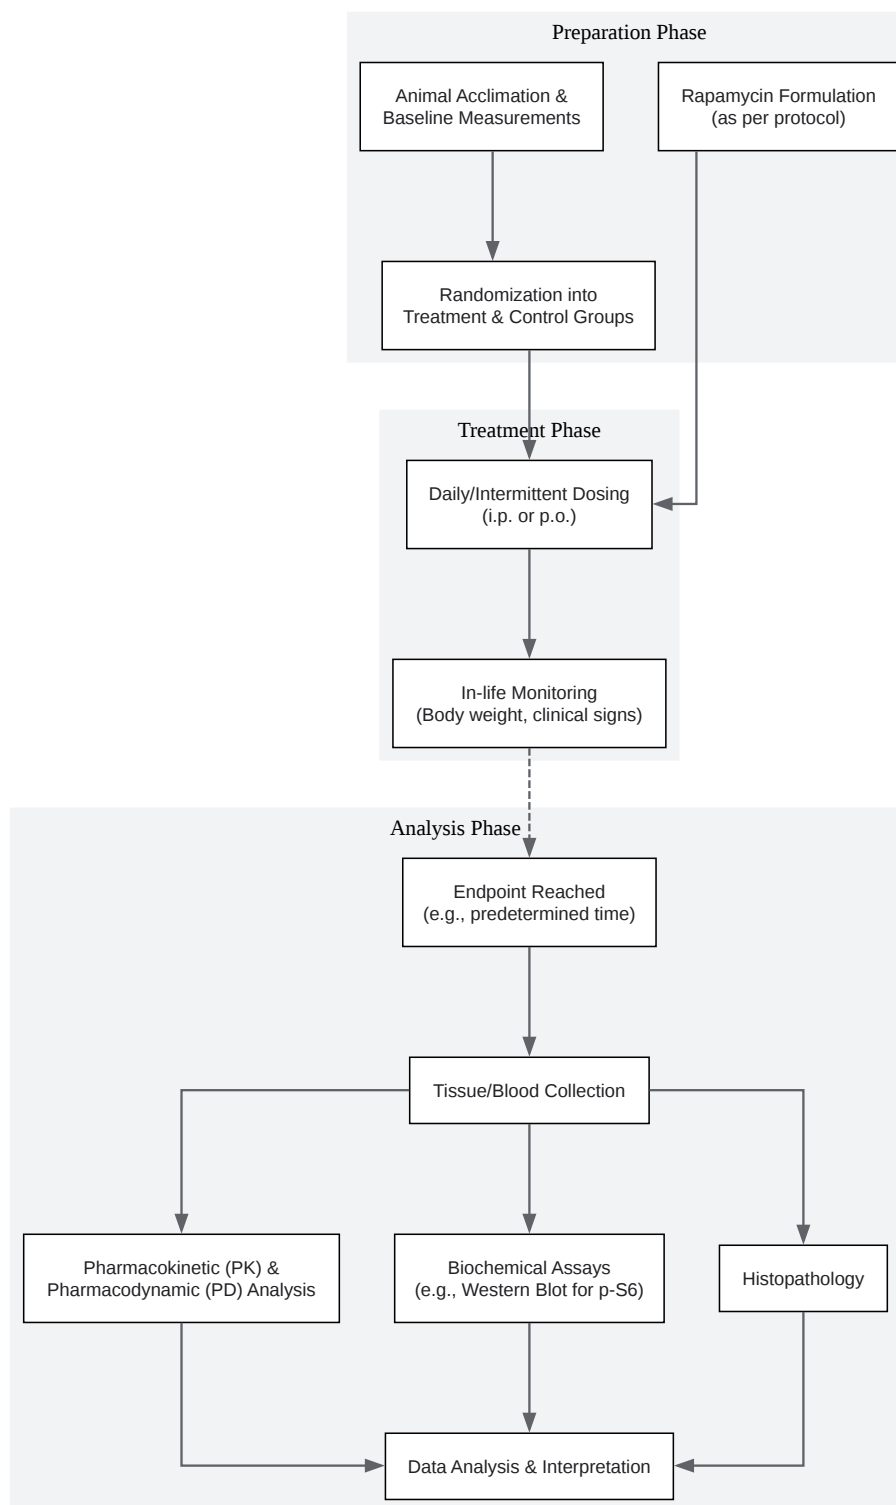 Preparation Phase
Animal Acclimation &
Baseline Measurements
Rapamycin Formulation
(as per protocol)
Randomization into
Treatment & Control Groups
Treatment Phase
Daily/Intermittent Dosing
(i.p. or p.o.)
In-life Monitoring
(Body weight, clinical signs)
Analysis Phase
Endpoint Reached
(e.g., predetermined time)
Tissue/Blood Collection
Pharmacokinetic (PK) &
Pharmacodynamic (PD) Analysis
Biochemical Assays
(e.g., Western Blot for p-S6)
Histopathology
Data Analysis & Interpretation